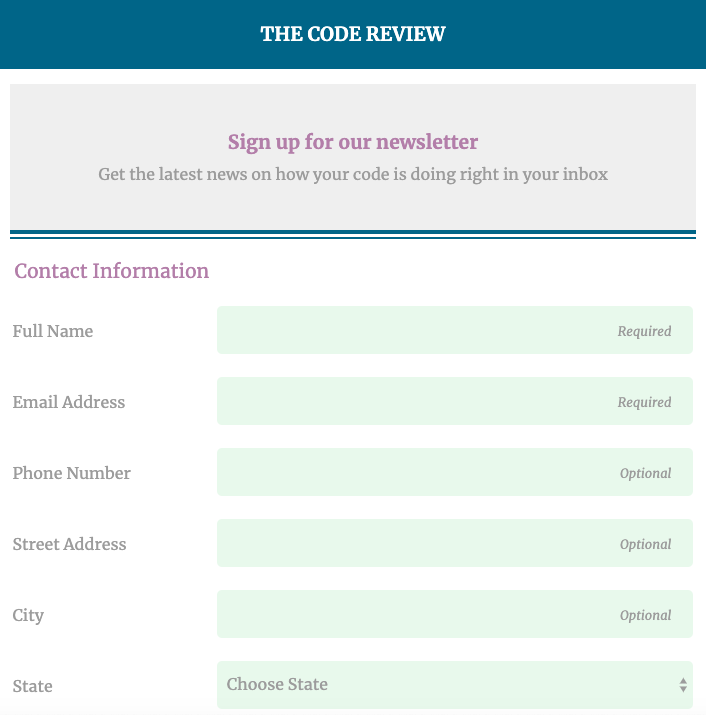 THE CODE REVIEW
Sign up for our newsletter
Get the latest news on how your code is doing right in your inbox
Contact Information
Full Name Required
Email Address Required
Phone Number Optional
Street Address Optional
City Optional
State Choose State